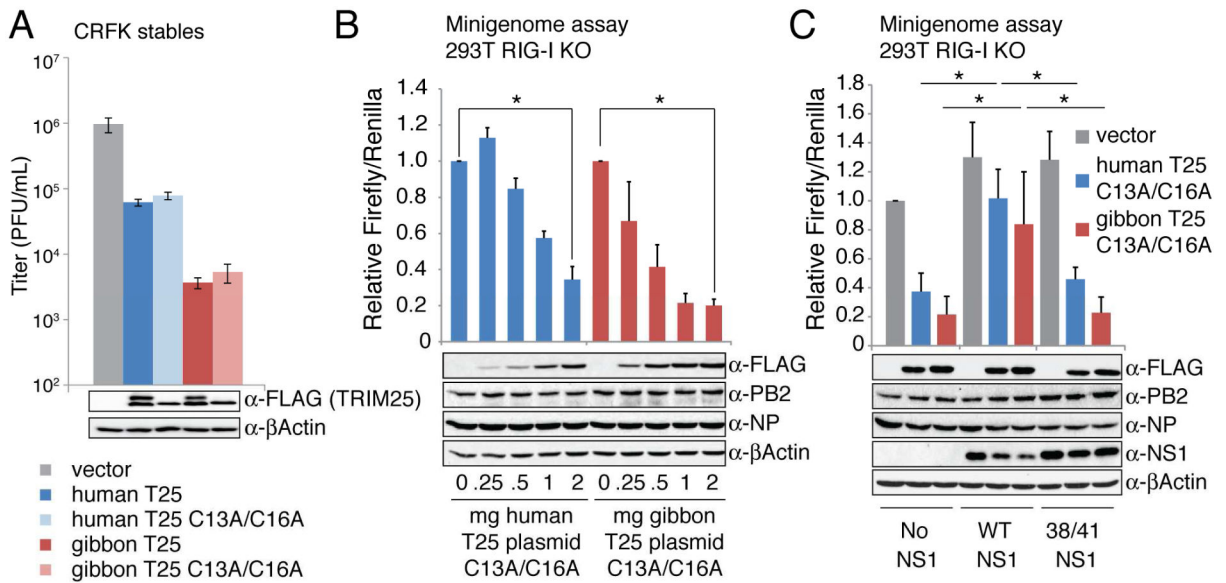 A
CRFK stables
Titer (PFU/mL)
10⁷
10⁶
10⁵
10⁴
10³
10²
α-FLAG (TRIM25)
α-βActin
vector
human T25
human T25 C13A/C16A
gibbon T25
gibbon T25 C13A/C16A
B
Minigenome assay
293T RIG-I KO
Relative Firefly/Renilla
1.4
1.2
1.0
0.8
0.6
0.4
0.2
0
*
*
α-FLAG
α-PB2
α-NP
α-βActin
0 .25 .5 1 2 0 .25 .5 1 2
mg human
T25 plasmid
C13A/C16A
mg gibbon
T25 plasmid
C13A/C16A
C
Minigenome assay
293T RIG-I KO
Relative Firefly/Renilla
1.8
1.6
1.4
1.2
1.0
0.8
0.6
0.4
0.2
0
* *
* *
vector
human T25
C13A/C16A
gibbon T25
C13A/C16A
α-FLAG
α-PB2
α-NP
α-NS1
α-βActin
No
NS1
WT
NS1
38/41
NS1